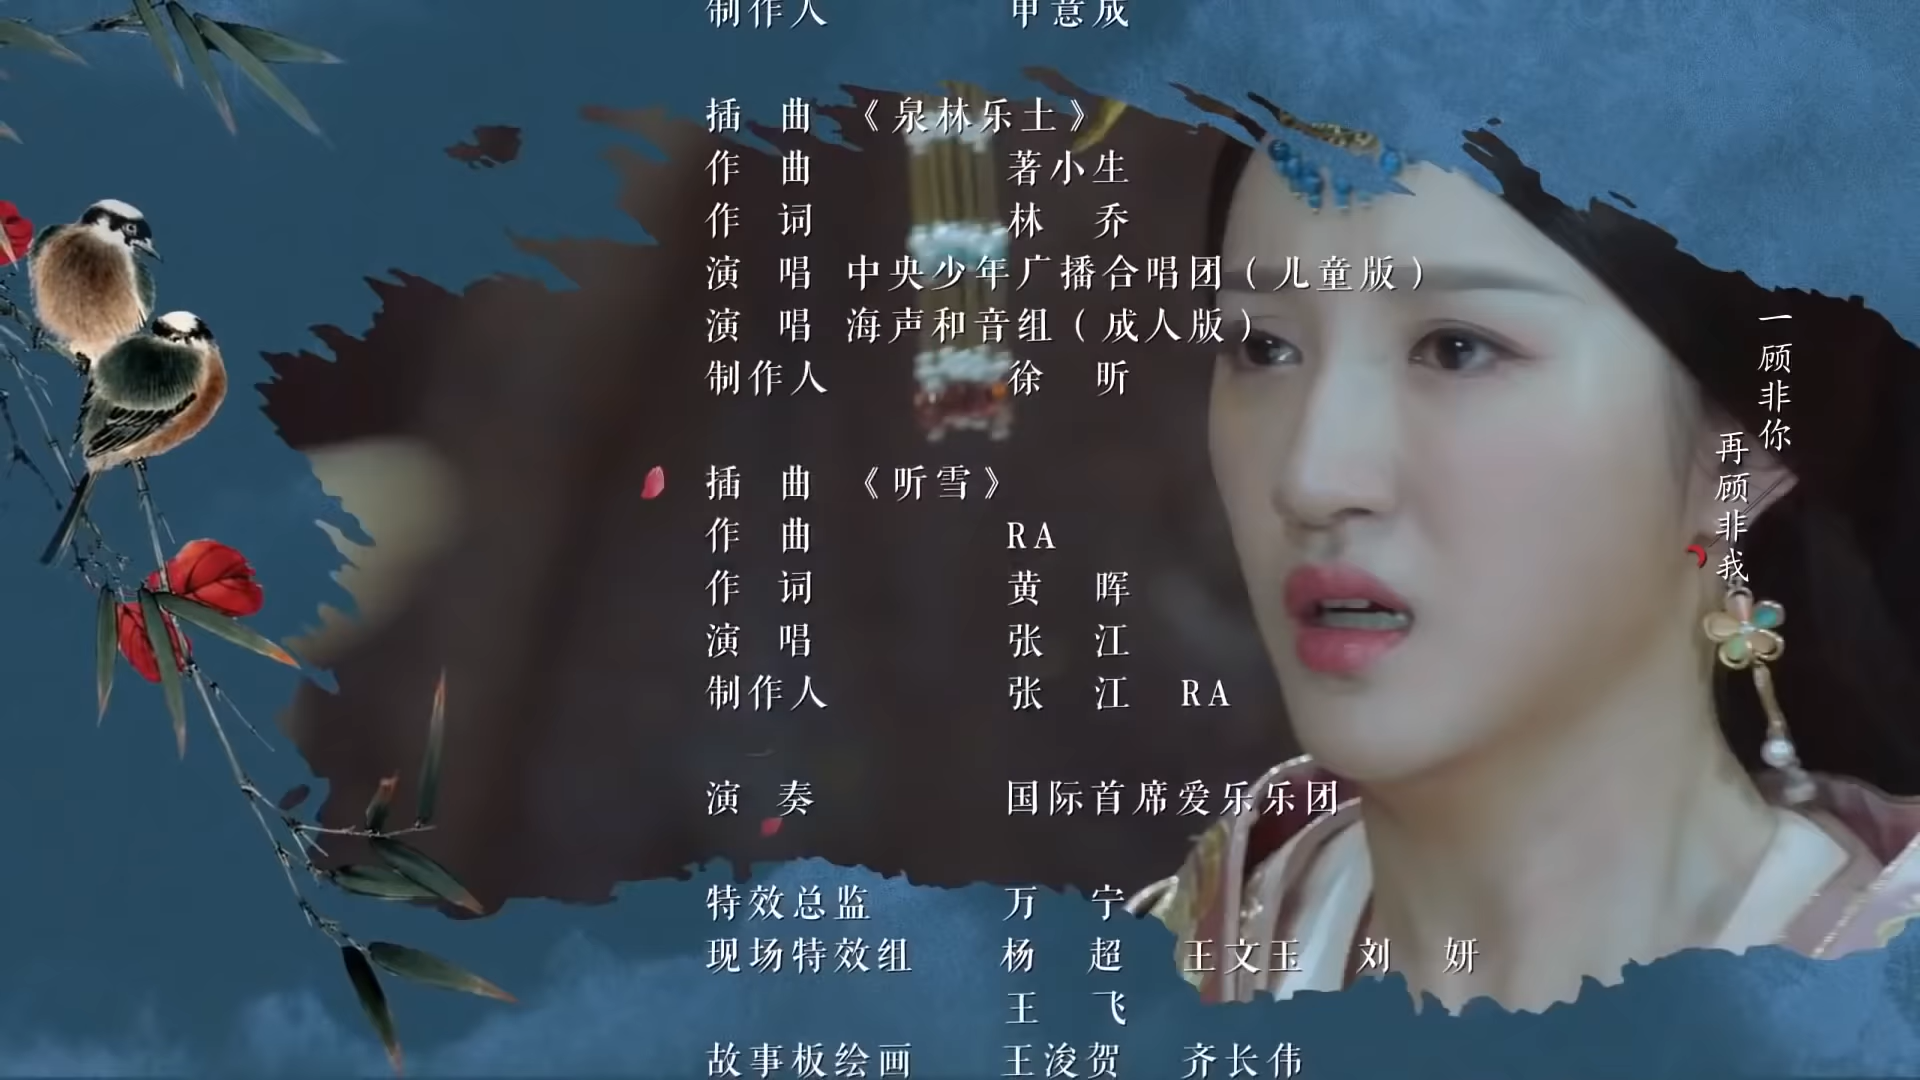 制作人 甲意成
插曲 《泉林乐土》
作曲 著小生
作词 林乔
演唱 中央少年广播合唱团（儿童版）
演唱 海声和音组（成人版）
制作人 徐昕
插曲 《听雪》
作曲 RA
作词 黄晖
演唱 张江
制作人 张江 RA
演奏 国际首席爱乐乐团
特效总监 万宁
现场特效组 杨超 王文玉 刘妍
王飞
故事板绘画 王浚贺 齐长伟
一顾非你
再顾非我